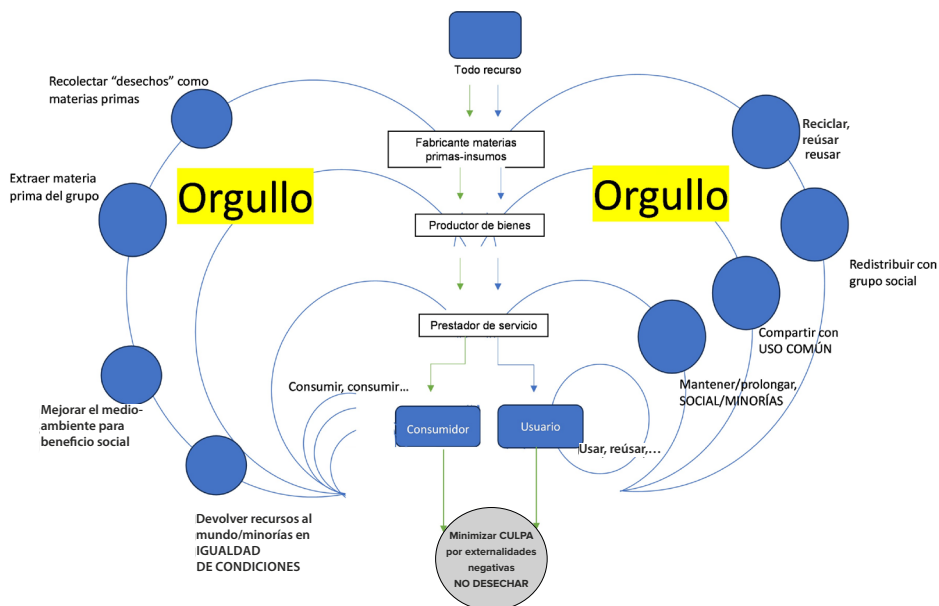 Todo recurso
Recolectar “desechos” como
materias primas
Fabricante materias
primas-insumos
Reciclar,
reúsar
reusar
Extraer materia
prima del grupo
Orgullo
Orgullo
Productor de bienes
Redistribuir con
grupo social
Prestador de servicio
Compartir con
USO COMÚN
Consumir, consumir...
Mantener/prolongar,
SOCIAL/MINORÍAS
Mejorar el medio-
ambiente para
beneficio social
Consumidor
Usuario
Usar, reúsar,...
Devolver recursos al
mundo/minorías en
IGUALDAD
DE CONDICIONES
Minimizar CULPA
por externalidades
negativas
NO DESECHAR